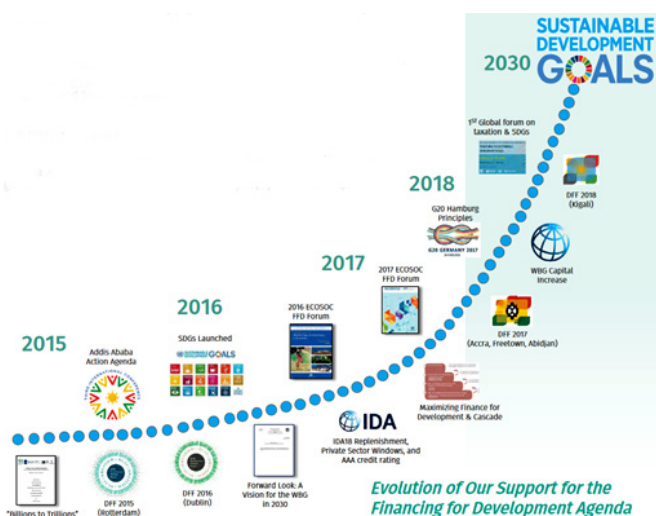 SUSTAINABLE
DEVELOPMENT
2030 GOALS
1ST Global forum on
taxation & SDGs
2018
DFF 2018
(Kigali)
G20 Hamburg
Principles
G20 GERMANY 2017
2017
2017 ECOSOC
FFD Forum
WBG Capital
Increase
2016
2016 ECOSOC
FFD Forum
SDGs Launched
GOALS
DFF 2017
(Accra, Freetown, Abidjan)
2015
Addis Ababa
Action Agenda
Maximizing Finance for
Development & Cascade
IDA
IDA18 Replenishment,
Private Sector Windows, and
AAA credit rating
"Billions to Trillions"
DFF 2015
(Rotterdam)
DFF 2016
(Dublin)
Forward Look: A
Vision for the WBG
in 2030
Evolution of Our Support for the
Financing for Development Agenda